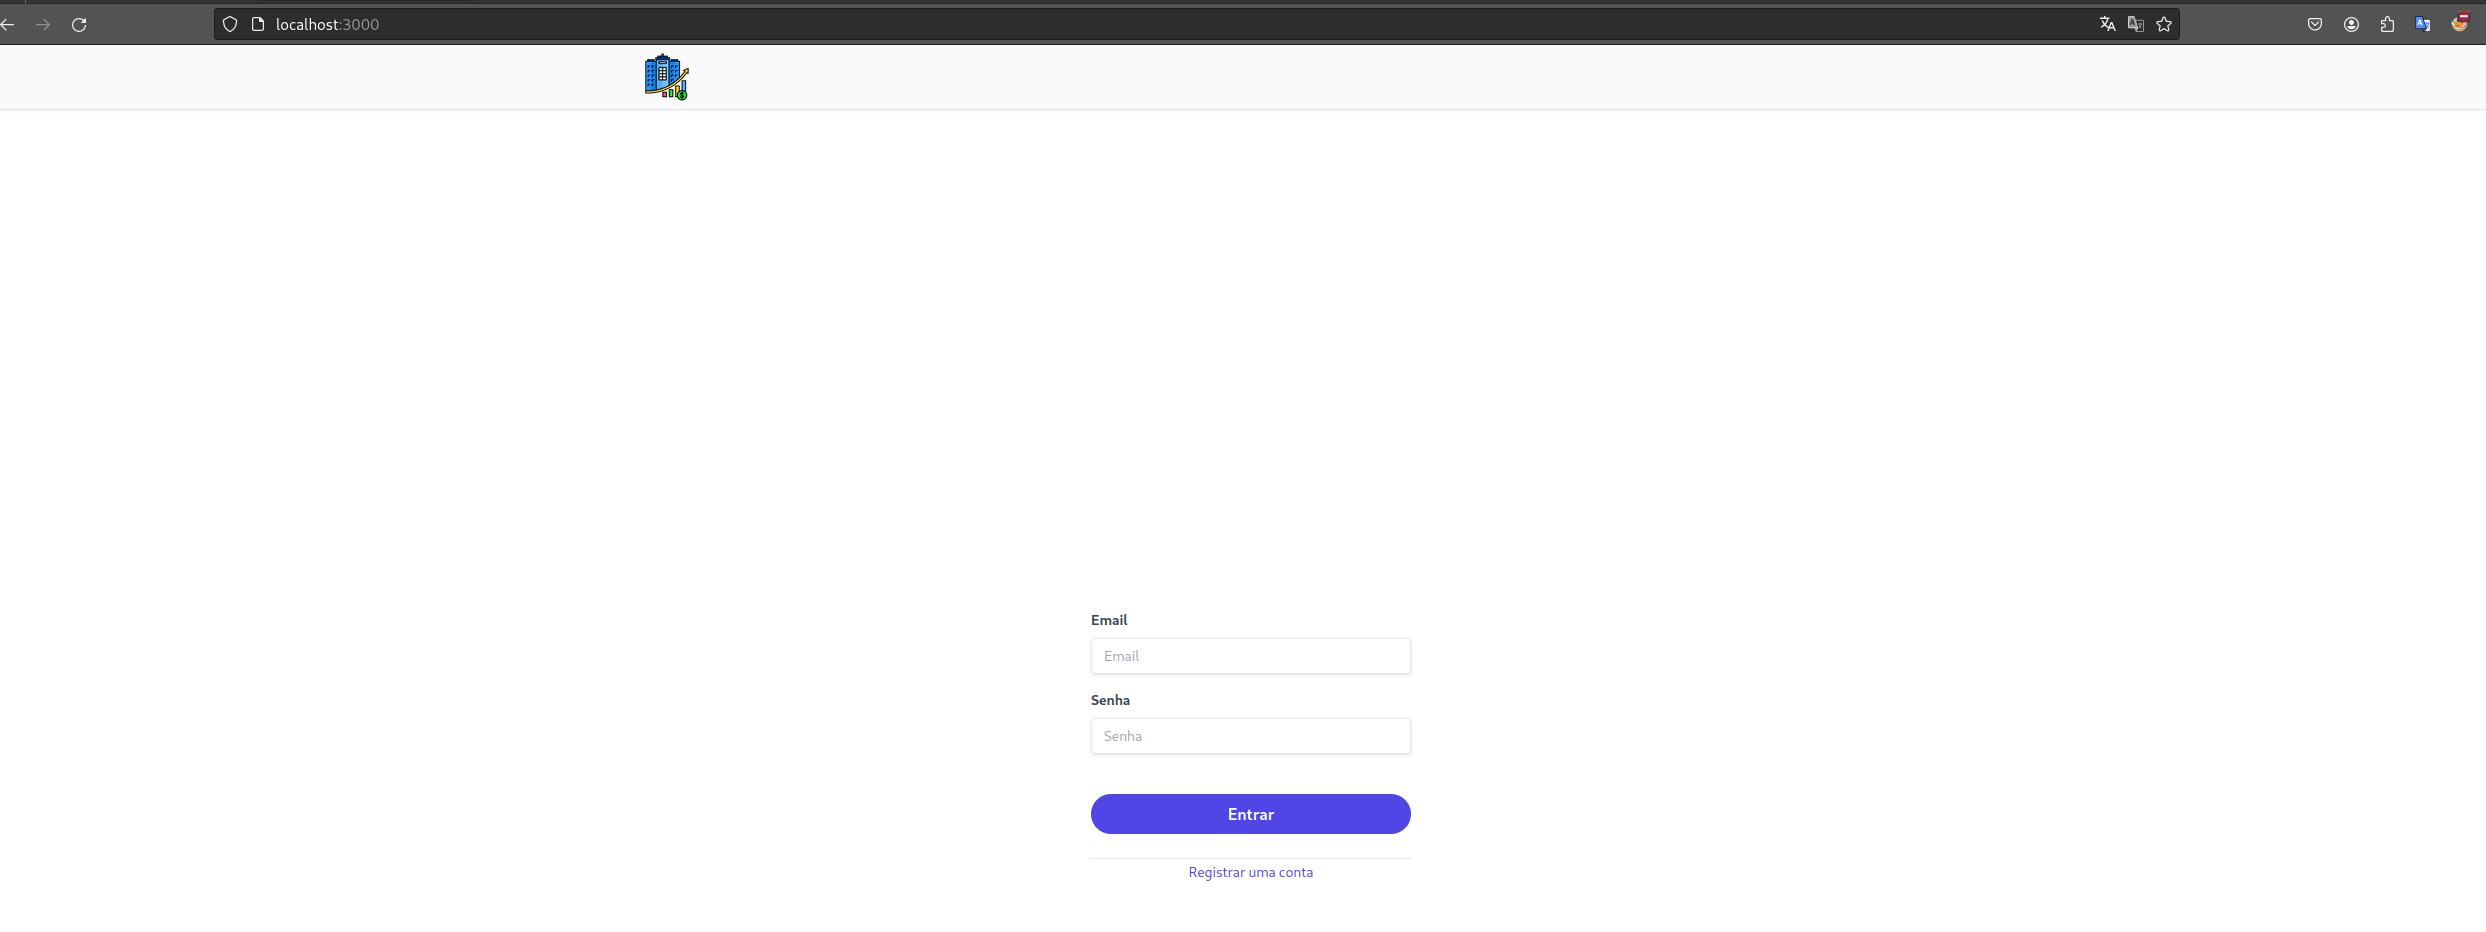 localhost:3000
Email
Email
Senha
Senha
Entrar
Registrar uma conta